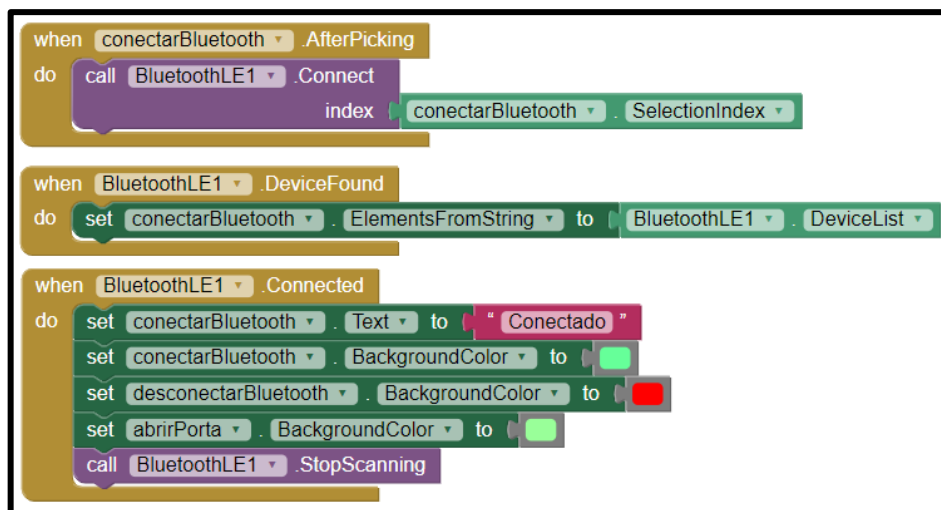 when conectarBluetooth .AfterPicking
do call BluetoothLE1 .Connect
index conectarBluetooth . SelectionIndex
when BluetoothLE1 .DeviceFound
do set conectarBluetooth . ElementsFromString to BluetoothLE1 . DeviceList
when BluetoothLE1 .Connected
do set conectarBluetooth . Text to " Conectado "
set conectarBluetooth . BackgroundColor to
set desconectarBluetooth . BackgroundColor to
set abrirPorta . BackgroundColor to
call BluetoothLE1 .StopScanning